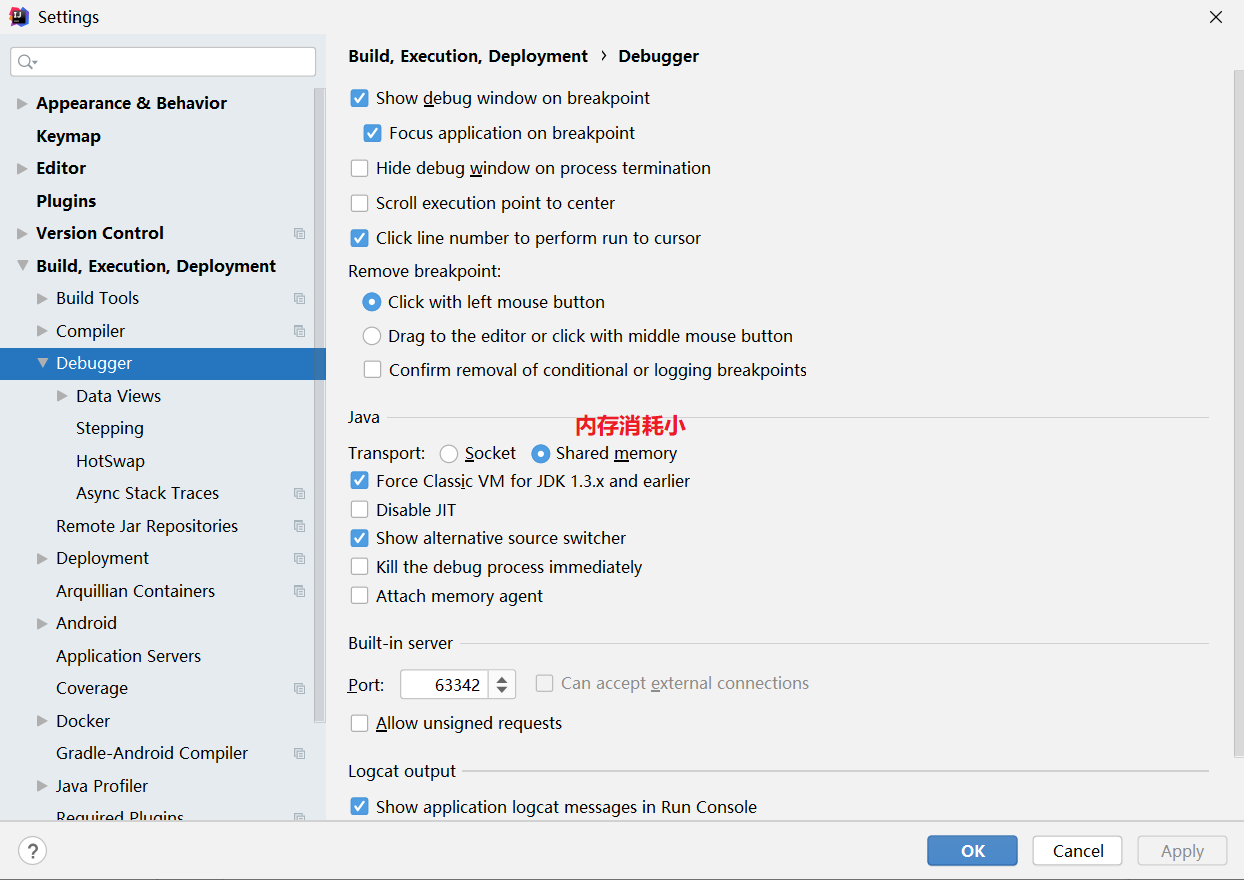 Settings
Appearance & Behavior
Keymap
Editor
Plugins
Version Control
Build, Execution, Deployment
Build Tools
Compiler
Debugger
Data Views
Stepping
HotSwap
Async Stack Traces
Remote Jar Repositories
Deployment
Arquillian Containers
Android
Application Servers
Coverage
Docker
Gradle-Android Compiler
Java Profiler
Required Plugins
Build, Execution, Deployment › Debugger
Show debug window on breakpoint
Focus application on breakpoint
Hide debug window on process termination
Scroll execution point to center
Click line number to perform run to cursor
Remove breakpoint:
Click with left mouse button
Drag to the editor or click with middle mouse button
Confirm removal of conditional or logging breakpoints
Java
内存消耗小
Transport: Socket Shared memory
Force Classic VM for JDK 1.3.x and earlier
Disable JIT
Show alternative source switcher
Kill the debug process immediately
Attach memory agent
Built-in server
Port: 63342 Can accept external connections
Allow unsigned requests
Logcat output
Show application logcat messages in Run Console
? OK Cancel Apply